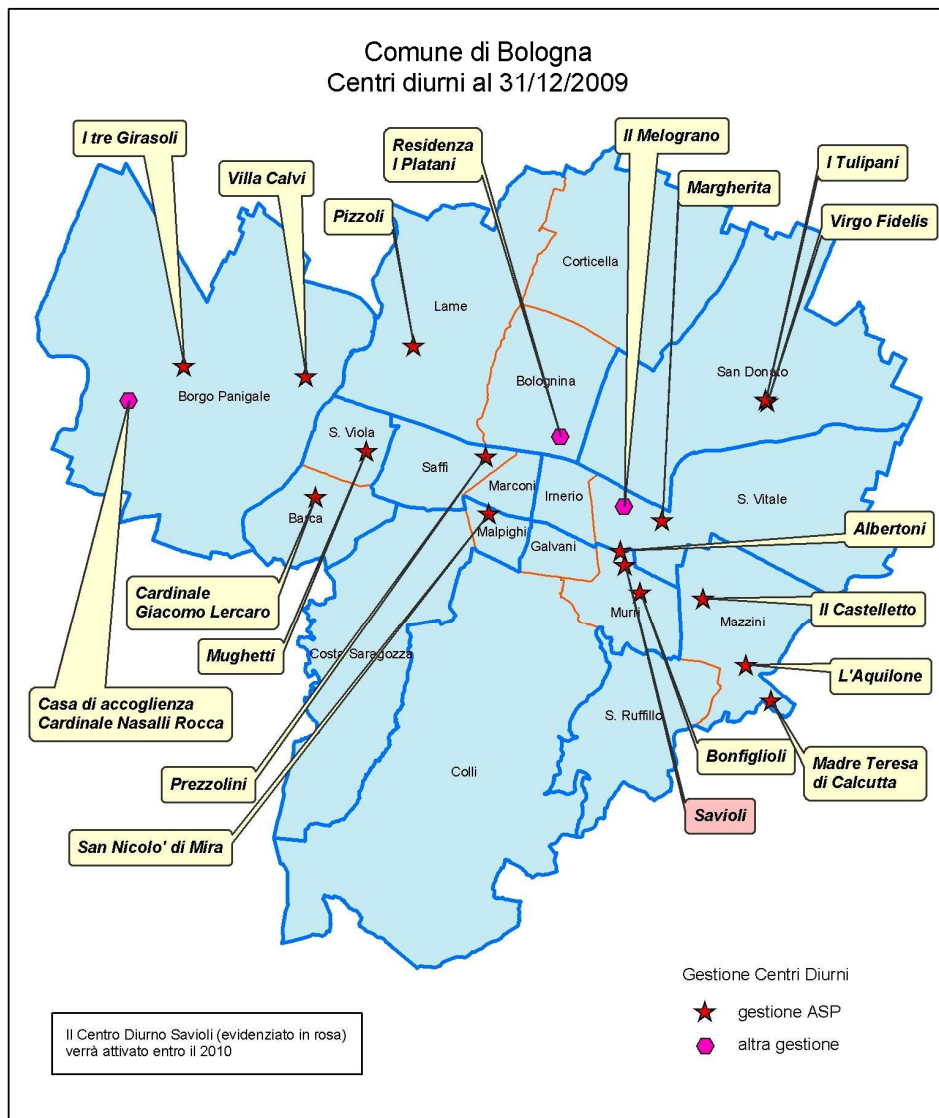 Comune di Bologna
Centri diurni al 31/12/2009
I tre Girasoli
Villa Calvi
Pizzoli
Residenza
I Platani
Il Melograno
Margherita
I Tulipani
Virgo Fidelis
Corticella
Lame
Bolognina
San Donato
Borgo Panigale
S. Viola
Saffi
Marconi
Irnerio
S. Vitale
Barca
Malpighi
Galvani
Albertoni
Cardinale
Giacomo Lercaro
Murri
Mazzini
Il Castelletto
Mughetti
Costa Saragozza
L'Aquilone
Casa di accoglienza
Cardinale Nasalli Rocca
S. Ruffillo
Prezzolini
Colli
Bonfiglioli
Madre Teresa
di Calcutta
Savioli
San Nicolo' di Mira
Gestione Centri Diurni
gestione ASP
altra gestione
Il Centro Diurno Savioli (evidenziato in rosa)
verrà attivato entro il 2010